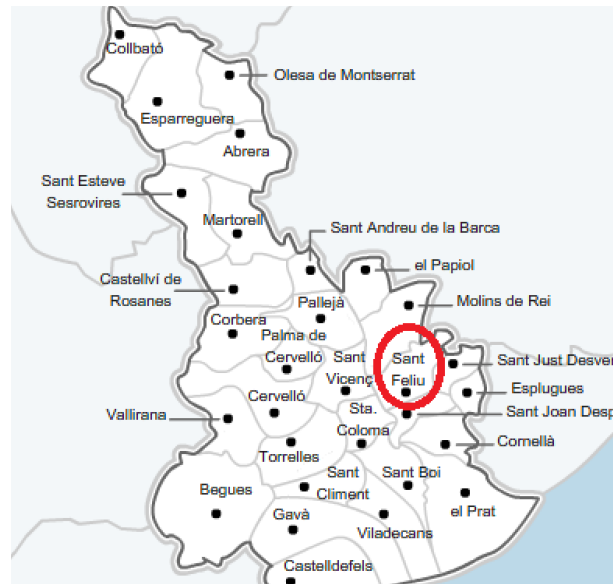 Collbató
Olesa de Montserrat
Esparreguera
Abrera
Sant Esteve
Sesrovires
Martorell
Sant Andreu de la Barca
el Papiol
Castellví de
Rosanes
Pallejà
Molins de Rei
Corbera
Palma de
Cervelló
Sant
Vicenç
Sant
Feliu
Sant Just Desver
Esplugues
Cervelló
Sta.
Coloma
Sant Joan Desp
Vallirana
Cornellà
Torrelles
Sant
Climent
Sant Boi
Begues
el Prat
Gavà
Viladecans
Castelldefels